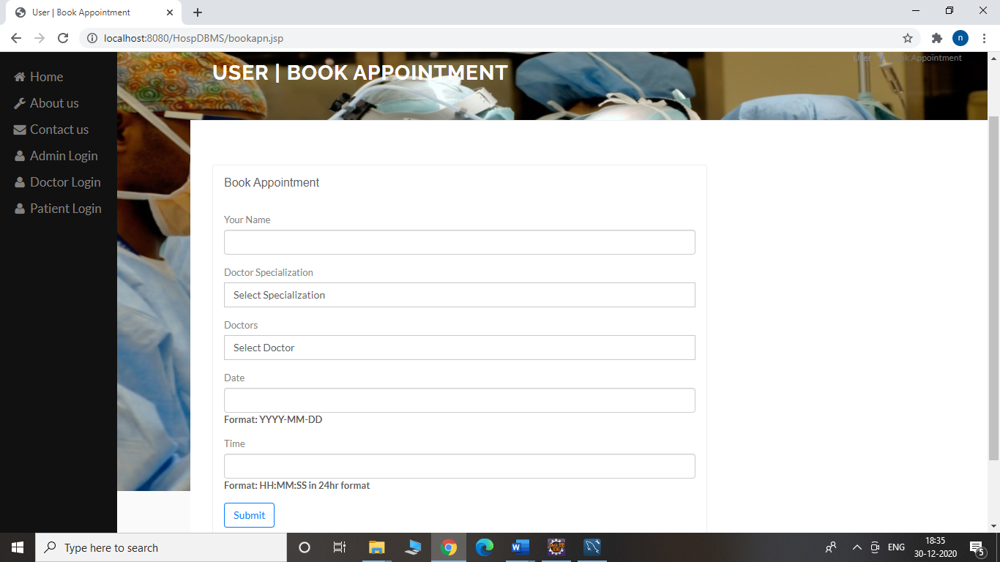 User | Book Appointment
localhost:8080/HospDBMS/bookapn.jsp
n
Home
About us
Contact us
Admin Login
Doctor Login
Patient Login
USER | BOOK APPOINTMENT
User / Book Appointment
Book Appointment
Your Name
Doctor Specialization
Select Specialization
Doctors
Select Doctor
Date
Format: YYYY-MM-DD
Time
Format: HH:MM:SS in 24hr format
Submit
Type here to search
ENG
18:35
30-12-2020
5